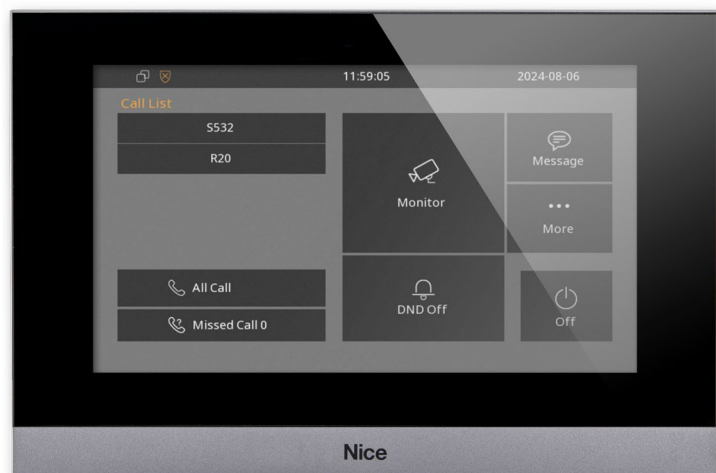 11:59:05
2024-08-06
Call List
S532
R20
Monitor
Message
More
All Call
Missed Call 0
DND Off
Off
Nice